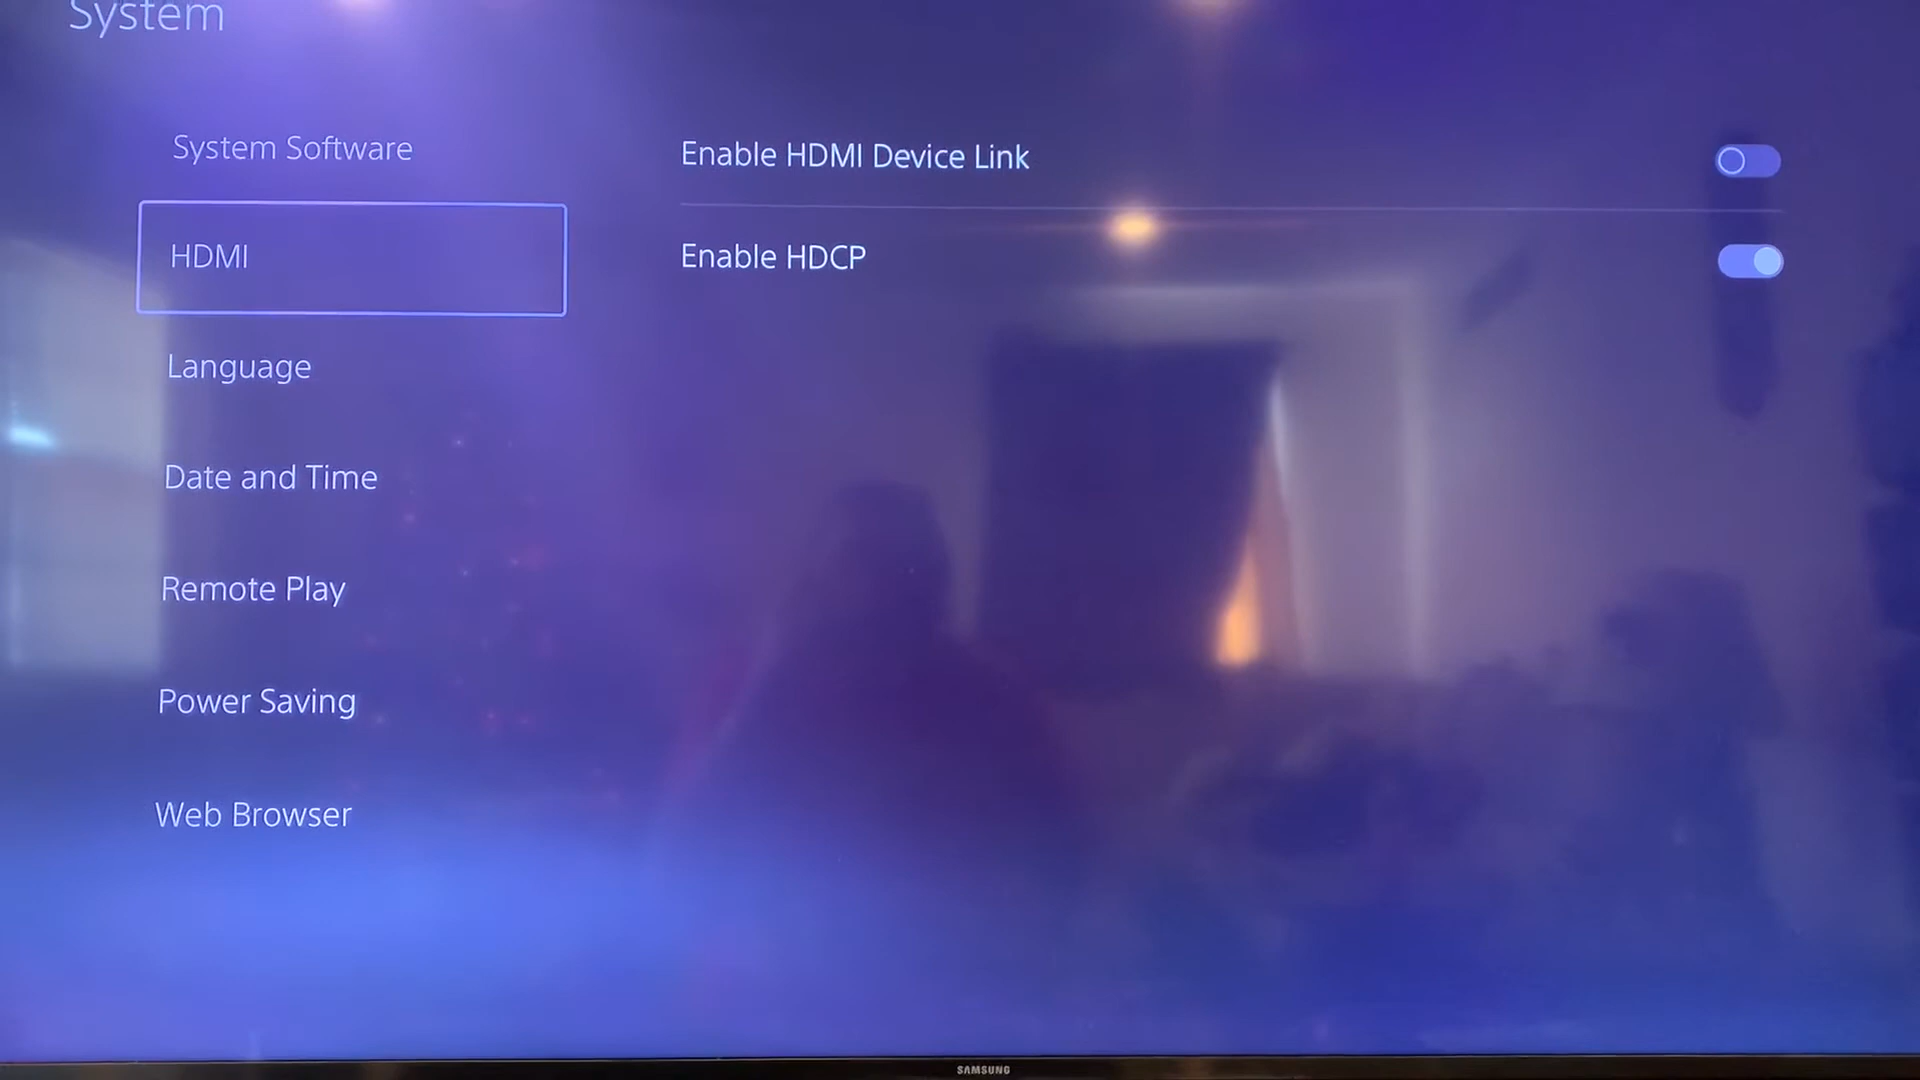 System
System Software
HDMI
Language
Date and Time
Remote Play
Power Saving
Web Browser
Enable HDMI Device Link
Enable HDCP
SAMSUNG